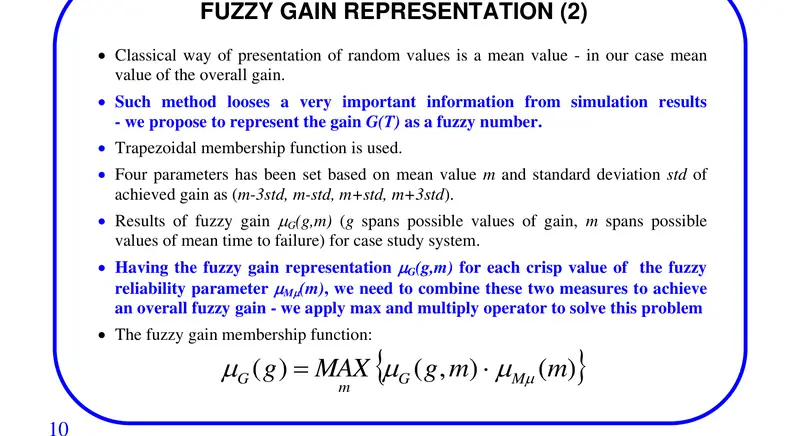 FUZZY GAIN REPRESENTATION (2)
• Classical way of presentation of random values is a mean value - in our case mean
value of the overall gain.
• Such method looses a very important information from simulation results
- we propose to represent the gain G(T) as a fuzzy number.
• Trapezoidal membership function is used.
• Four parameters has been set based on mean value m and standard deviation std of
achieved gain as (m-3std, m-std, m+std, m+3std).
• Results of fuzzy gain μG(g,m) (g spans possible values of gain, m spans possible
values of mean time to failure) for case study system.
• Having the fuzzy gain representation μG(g,m) for each crisp value of the fuzzy
reliability parameter μMμ(m), we need to combine these two measures to achieve
an overall fuzzy gain - we apply max and multiply operator to solve this problem
• The fuzzy gain membership function:
μG(g) = MAX{μG(g,m) · μMμ(m)}
m
10